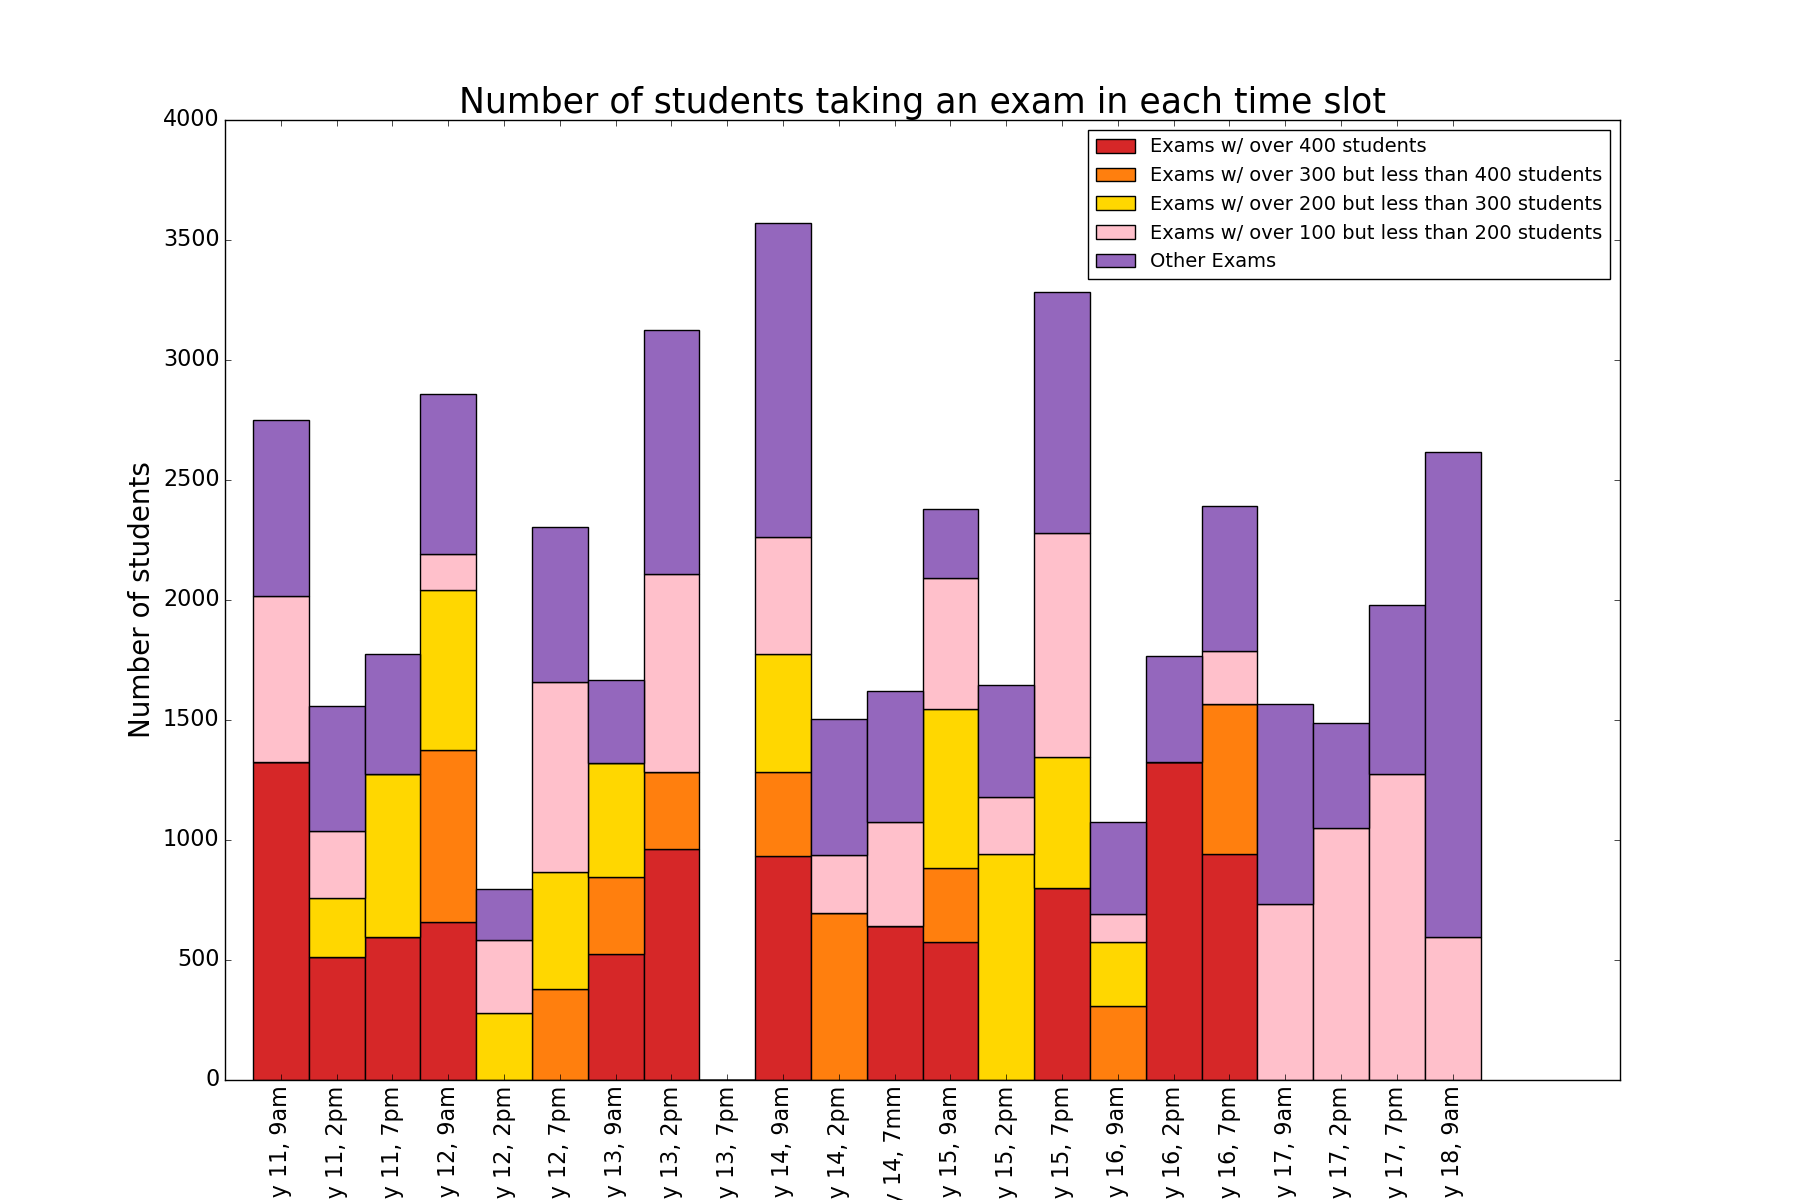 Number of students taking an exam in each time slot
Exams w/ over 400 students
Exams w/ over 300 but less than 400 students
Exams w/ over 200 but less than 300 students
Exams w/ over 100 but less than 200 students
Other Exams
Number of students
4000
3500
3000
2500
2000
1500
1000
500
0
y 11, 9am
y 11, 2pm
y 11, 7pm
y 12, 9am
y 12, 2pm
y 12, 7pm
y 13, 9am
y 13, 2pm
y 13, 7pm
y 14, 9am
y 14, 2pm
y 14, 7mm
y 15, 9am
y 15, 2pm
y 15, 7pm
y 16, 9am
y 16, 2pm
y 16, 7pm
y 17, 9am
y 17, 2pm
y 17, 7pm
y 18, 9am